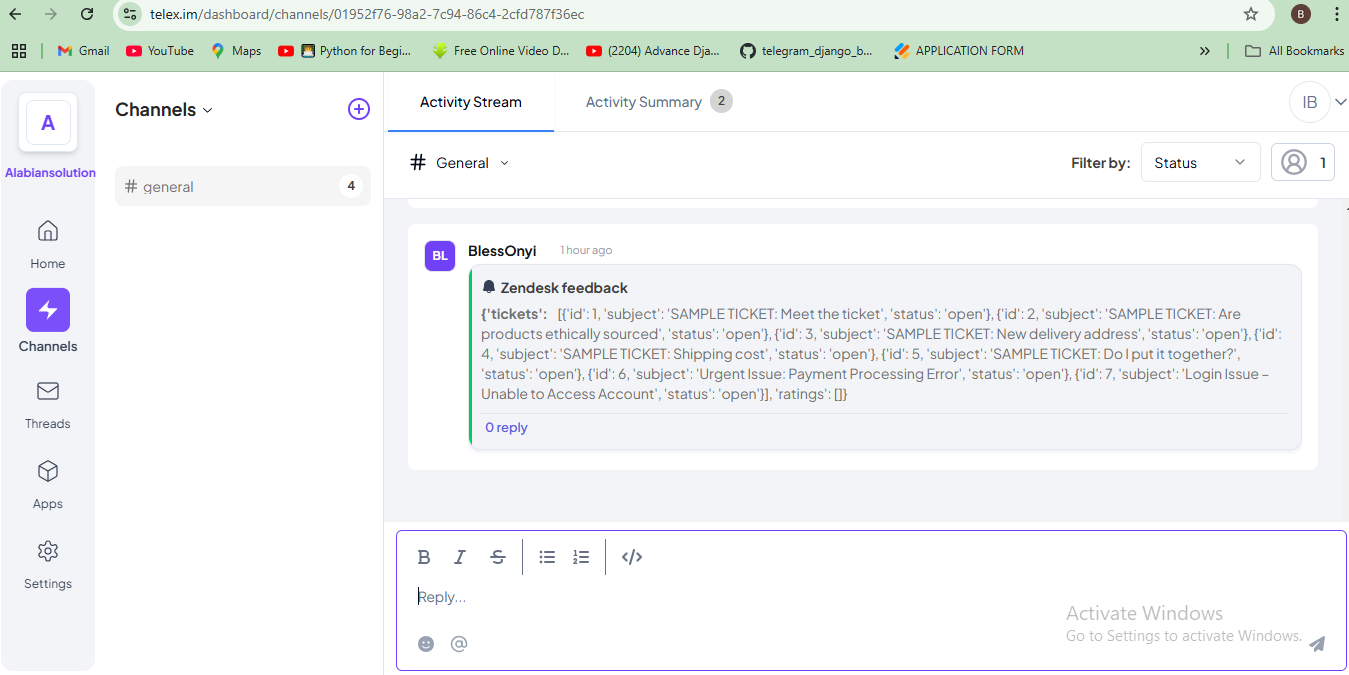 telex.im/dashboard/channels/01952f76-98a2-7c94-86c4-2cfd787f36ec
B
Gmail
YouTube
Maps
Python for Begi...
Free Online Video D...
(2204) Advance Dja...
telegram_django_b...
APPLICATION FORM
»
All Bookmarks
A
Alabiansolution
Home
Channels
Threads
Apps
Settings
Channels
# general 4
Activity Stream
Activity Summary 2
IB
# General
Filter by:
Status
1
BL
BlessOnyi 1 hour ago
Zendesk feedback
{'tickets': [{'id': 1, 'subject': 'SAMPLE TICKET: Meet the ticket', 'status': 'open'}, {'id': 2, 'subject': 'SAMPLE TICKET: Are
products ethically sourced', 'status': 'open'}, {'id': 3, 'subject': 'SAMPLE TICKET: New delivery address', 'status': 'open'}, {'id':
4, 'subject': 'SAMPLE TICKET: Shipping cost', 'status': 'open'}, {'id': 5, 'subject': 'SAMPLE TICKET: Do I put it together?',
'status': 'open'}, {'id': 6, 'subject': 'Urgent Issue: Payment Processing Error', 'status': 'open'}, {'id': 7, 'subject': 'Login Issue –
Unable to Access Account', 'status': 'open'}], 'ratings': []}
0 reply
B I S </>
Reply...
@
Activate Windows
Go to Settings to activate Windows.